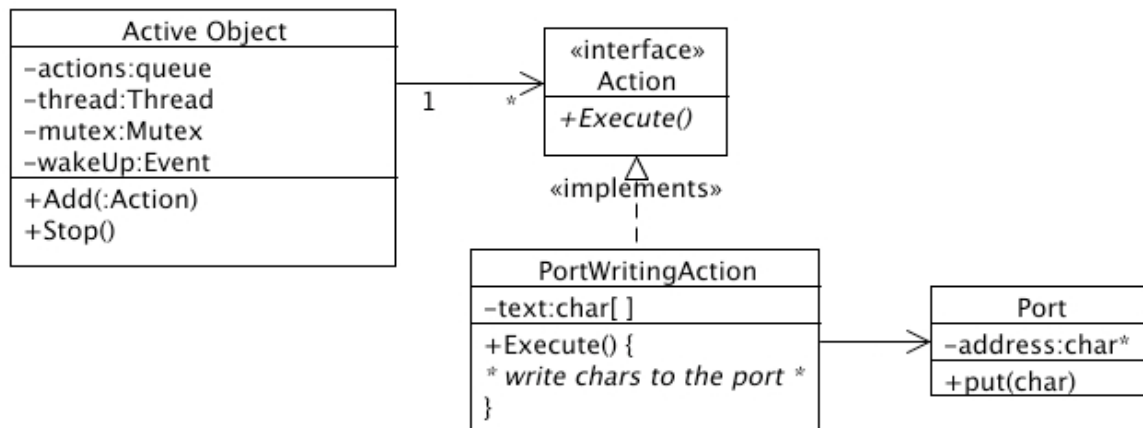 Active Object
-actions:queue
-thread:Thread
-mutex:Mutex
-wakeUp:Event
+Add(:Action)
+Stop()
1
*
«interface»
Action
+Execute()
«implements»
PortWritingAction
-text:char[ ]
+Execute() {
* write chars to the port *
}
Port
-address:char*
+put(char)